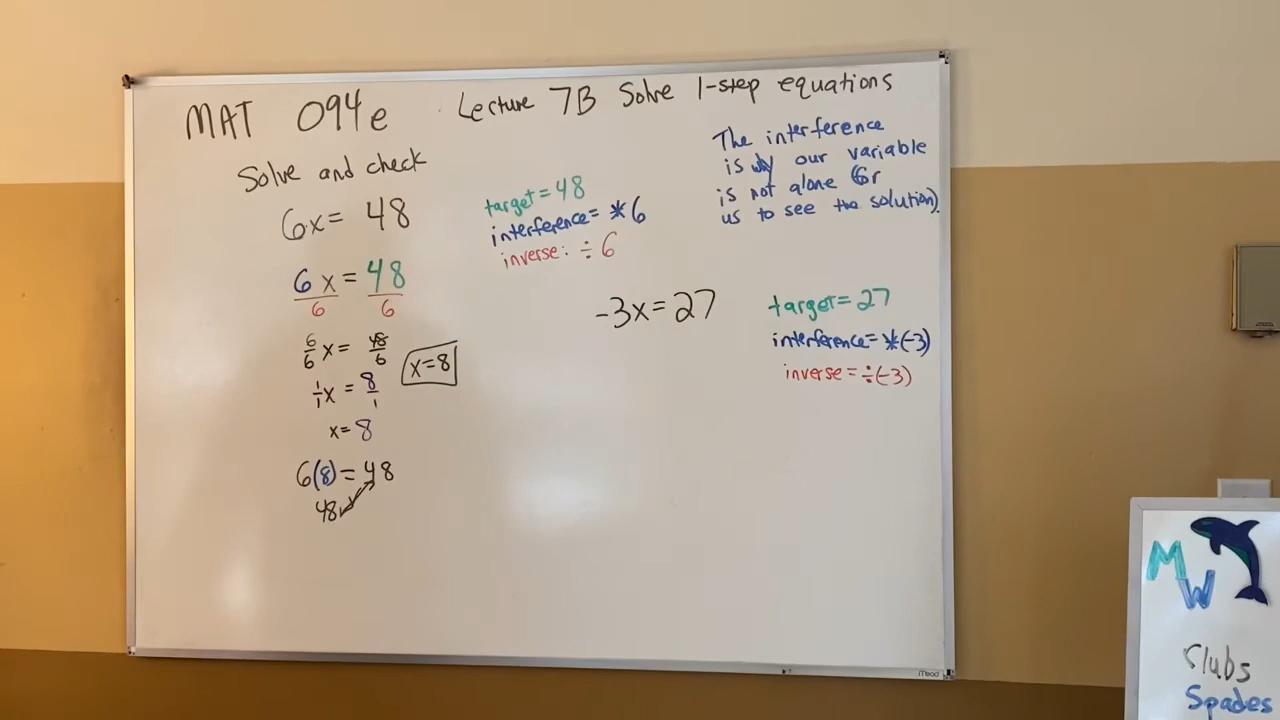 MAT 094e
Lecture 7B Solve 1-step equations
Solve and check
6x = 48
6x = 48
6 6
6/6 x = 48/6
1/1 x = 8/1
x = 8
x=8
6(8) = 48
48 ✓
target = 48
interference = *6
inverse: ÷ 6
The interference
is why our variable
is not alone (for
us to see the solution).
-3x = 27
target = 27
interference = *(-3)
inverse = ÷(-3)
Mead
M
W
Clubs
Spades